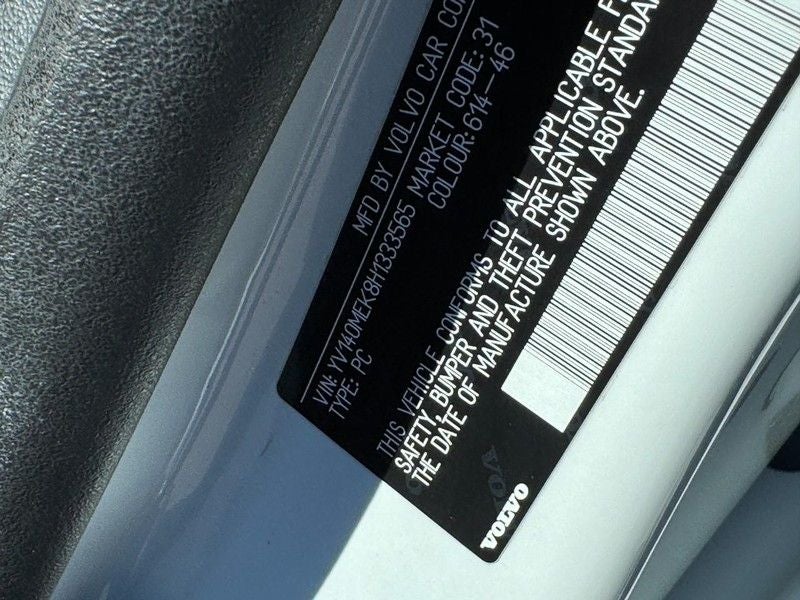 MFD BY VOLVO CAR CO
VIN: YV140MEK8H1333565 MARKET CODE: 31
TYPE: PC COLOUR: 614-46
THIS VEHICLE CONFORMS TO ALL APPLICABLE F
SAFETY, BUMPER AND THEFT PREVENTION STANDA
THE DATE OF MANUFACTURE SHOWN ABOVE.
VOLVO